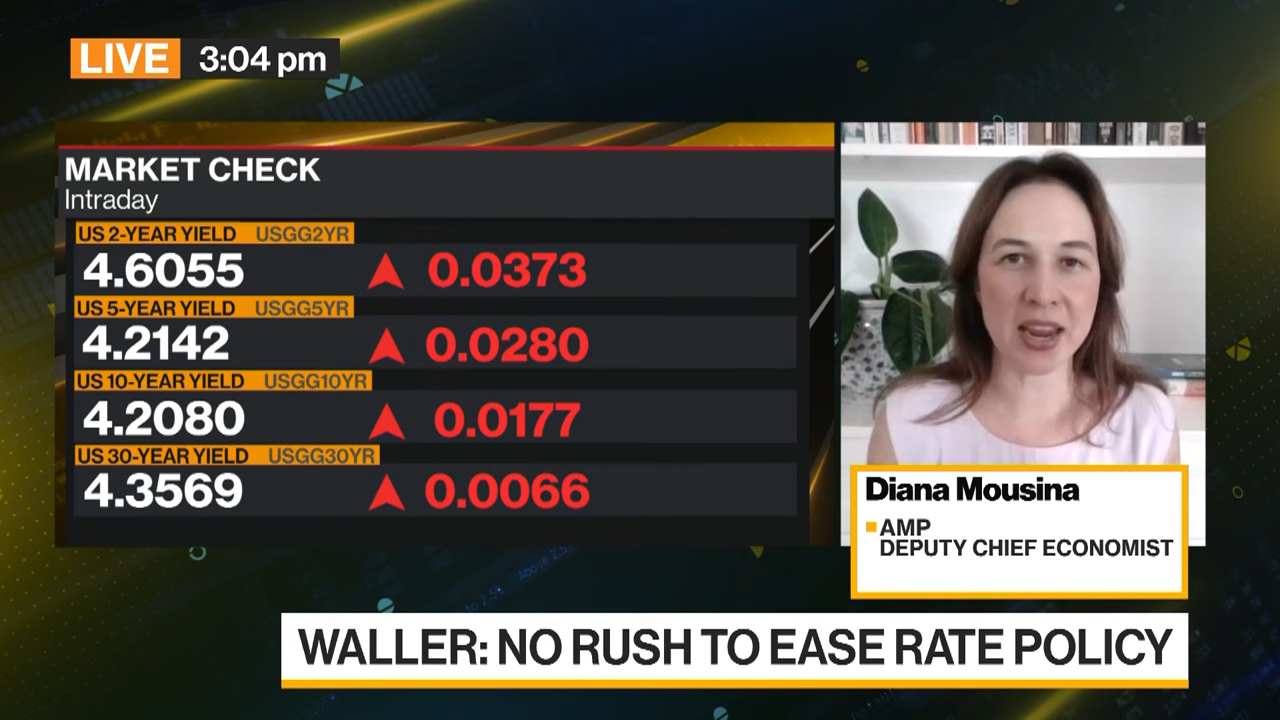 LIVE 3:04 pm
MARKET CHECK
Intraday
US 2-YEAR YIELD USGG2YR
4.6055 0.0373
US 5-YEAR YIELD USGG5YR
4.2142 0.0280
US 10-YEAR YIELD USGG10YR
4.2080 0.0177
US 30-YEAR YIELD USGG30YR
4.3569 0.0066
Diana Mousina
AMP
DEPUTY CHIEF ECONOMIST
WALLER: NO RUSH TO EASE RATE POLICY